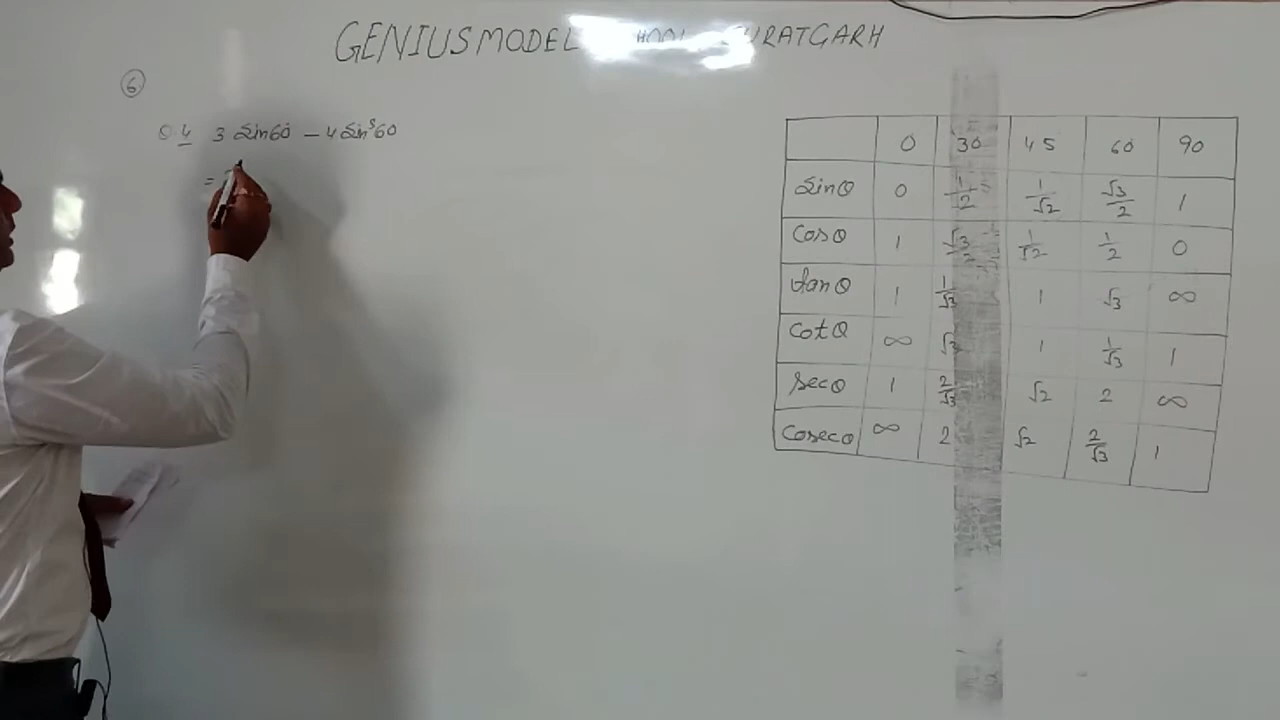 GENIUS MODEL SURATGARH
6
Q.4 3 Sin60 - 4 Sin³60
=
0 30 45 60 90
Sinθ 0 1/2 1/√2 √3/2 1
Cosθ 1 √3/2 1/√2 1/2 0
tanθ 1 1/√3 1 √3 ∞
Cotθ ∞ √3 1 1/√3 1
Secθ 1 2/√3 √2 2 ∞
Cosecθ ∞ 2 √2 2/√3 1